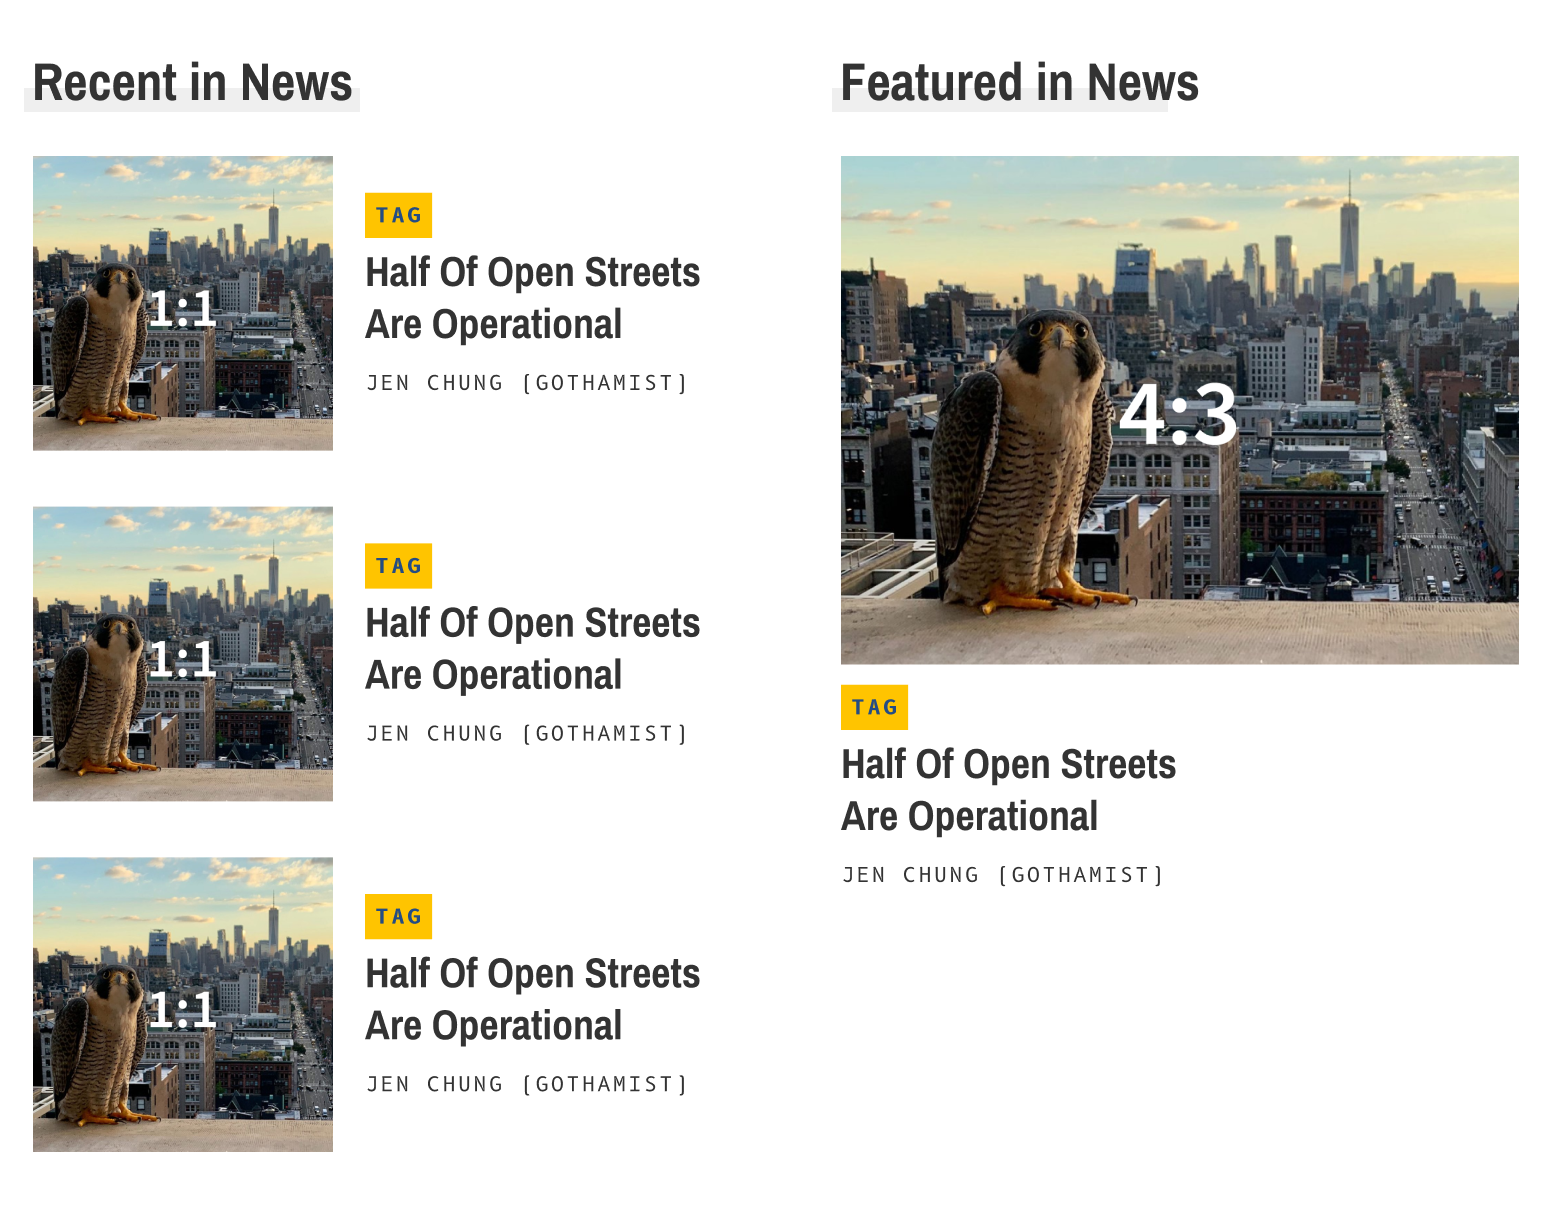 Recent in News
1:1
TAG
Half Of Open Streets
Are Operational
JEN CHUNG [GOTHAMIST]
1:1
TAG
Half Of Open Streets
Are Operational
JEN CHUNG [GOTHAMIST]
1:1
TAG
Half Of Open Streets
Are Operational
JEN CHUNG [GOTHAMIST]
Featured in News
4:3
TAG
Half Of Open Streets
Are Operational
JEN CHUNG [GOTHAMIST]